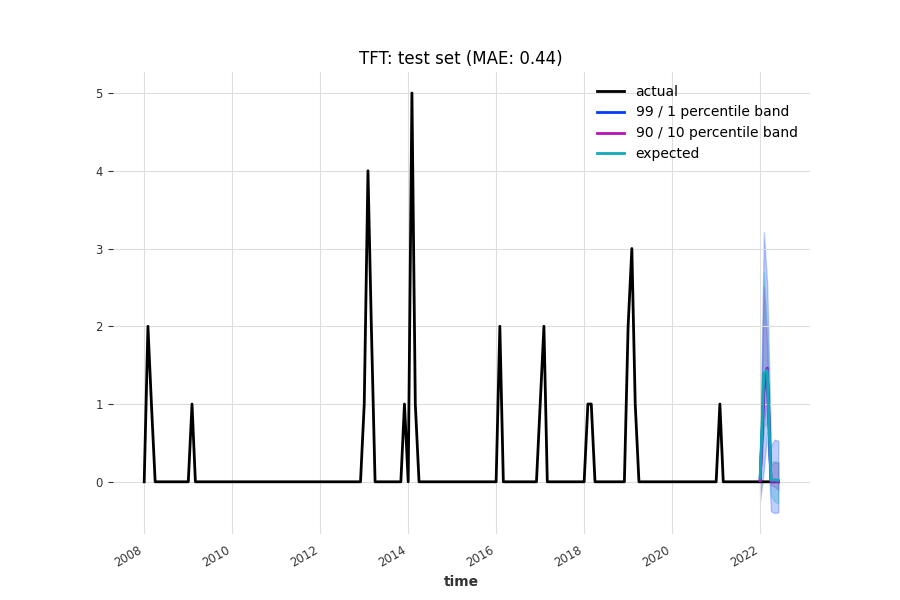 TFT: test set (MAE: 0.44)
actual
99 / 1 percentile band
90 / 10 percentile band
expected
5
4
3
2
1
0
2008
2010
2012
2014
2016
2018
2020
2022
time